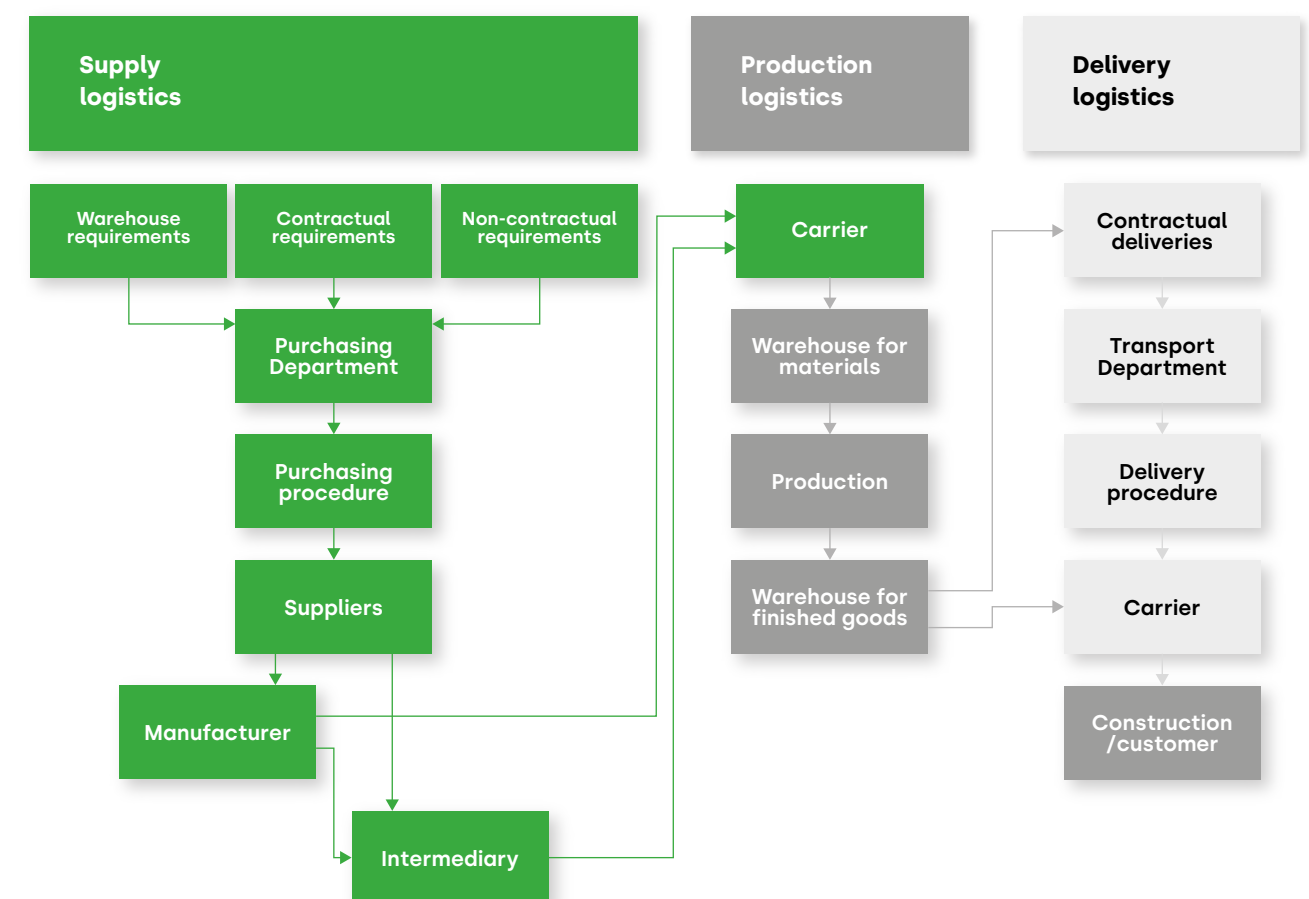 Supply
logistics
Production
logistics
Delivery
logistics
Warehouse
requirements
Contractual
requirements
Non-contractual
requirements
Carrier
Contractual
deliveries
Purchasing
Department
Warehouse for
materials
Transport
Department
Purchasing
procedure
Production
Delivery
procedure
Suppliers
Warehouse for
finished goods
Carrier
Manufacturer
Construction
/customer
Intermediary